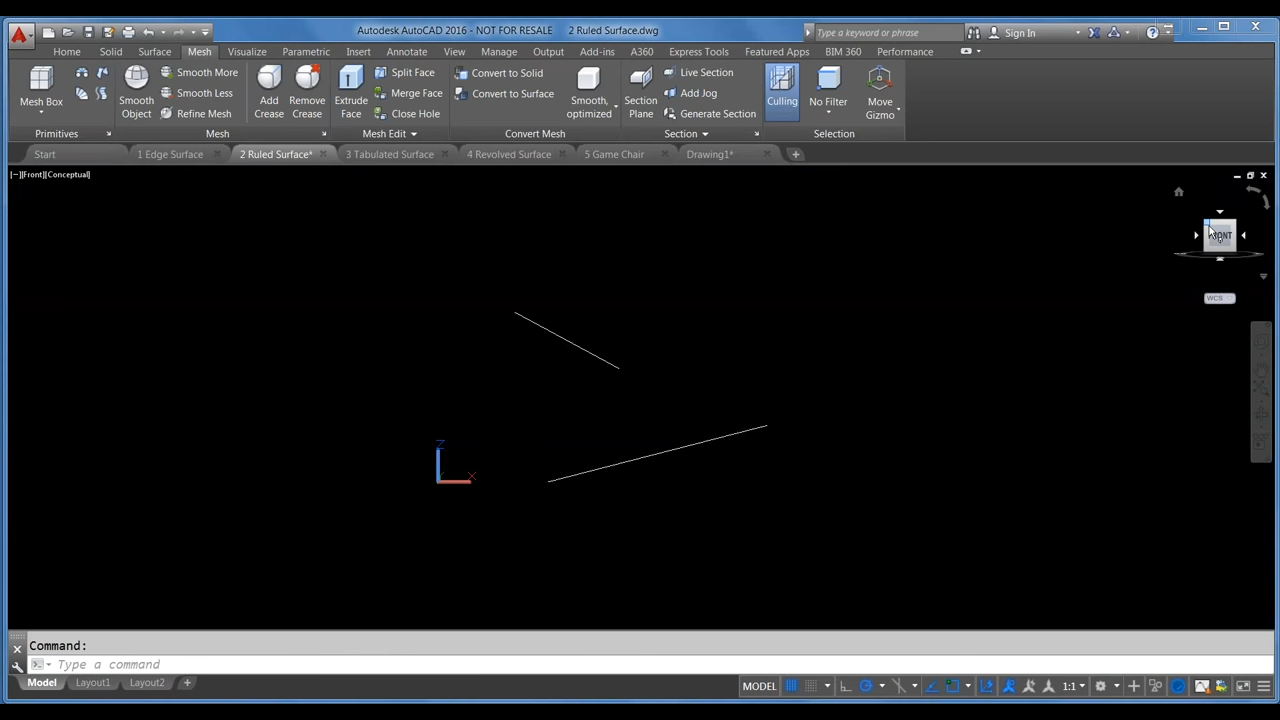 Autodesk AutoCAD 2016 - NOT FOR RESALE 2 Ruled Surface.dwg
Type a keyword or phrase
Sign In
Home Solid Surface Mesh Visualize Parametric Insert Annotate View Manage Output Add-ins A360 Express Tools Featured Apps BIM 360 Performance
Mesh Box
Smooth Object
Smooth More
Smooth Less
Refine Mesh
Add Crease
Remove Crease
Extrude Face
Split Face
Merge Face
Close Hole
Convert to Solid
Convert to Surface
Smooth, optimized
Section Plane
Live Section
Add Jog
Generate Section
Culling
No Filter
Move Gizmo
Primitives Mesh Mesh Edit Convert Mesh Section Selection
Start 1 Edge Surface 2 Ruled Surface* 3 Tabulated Surface 4 Revolved Surface 5 Game Chair Drawing1*
[−][Front][Conceptual]
FRONT
WCS
Z
X
Command:
Type a command
Model Layout1 Layout2
MODEL
1:1